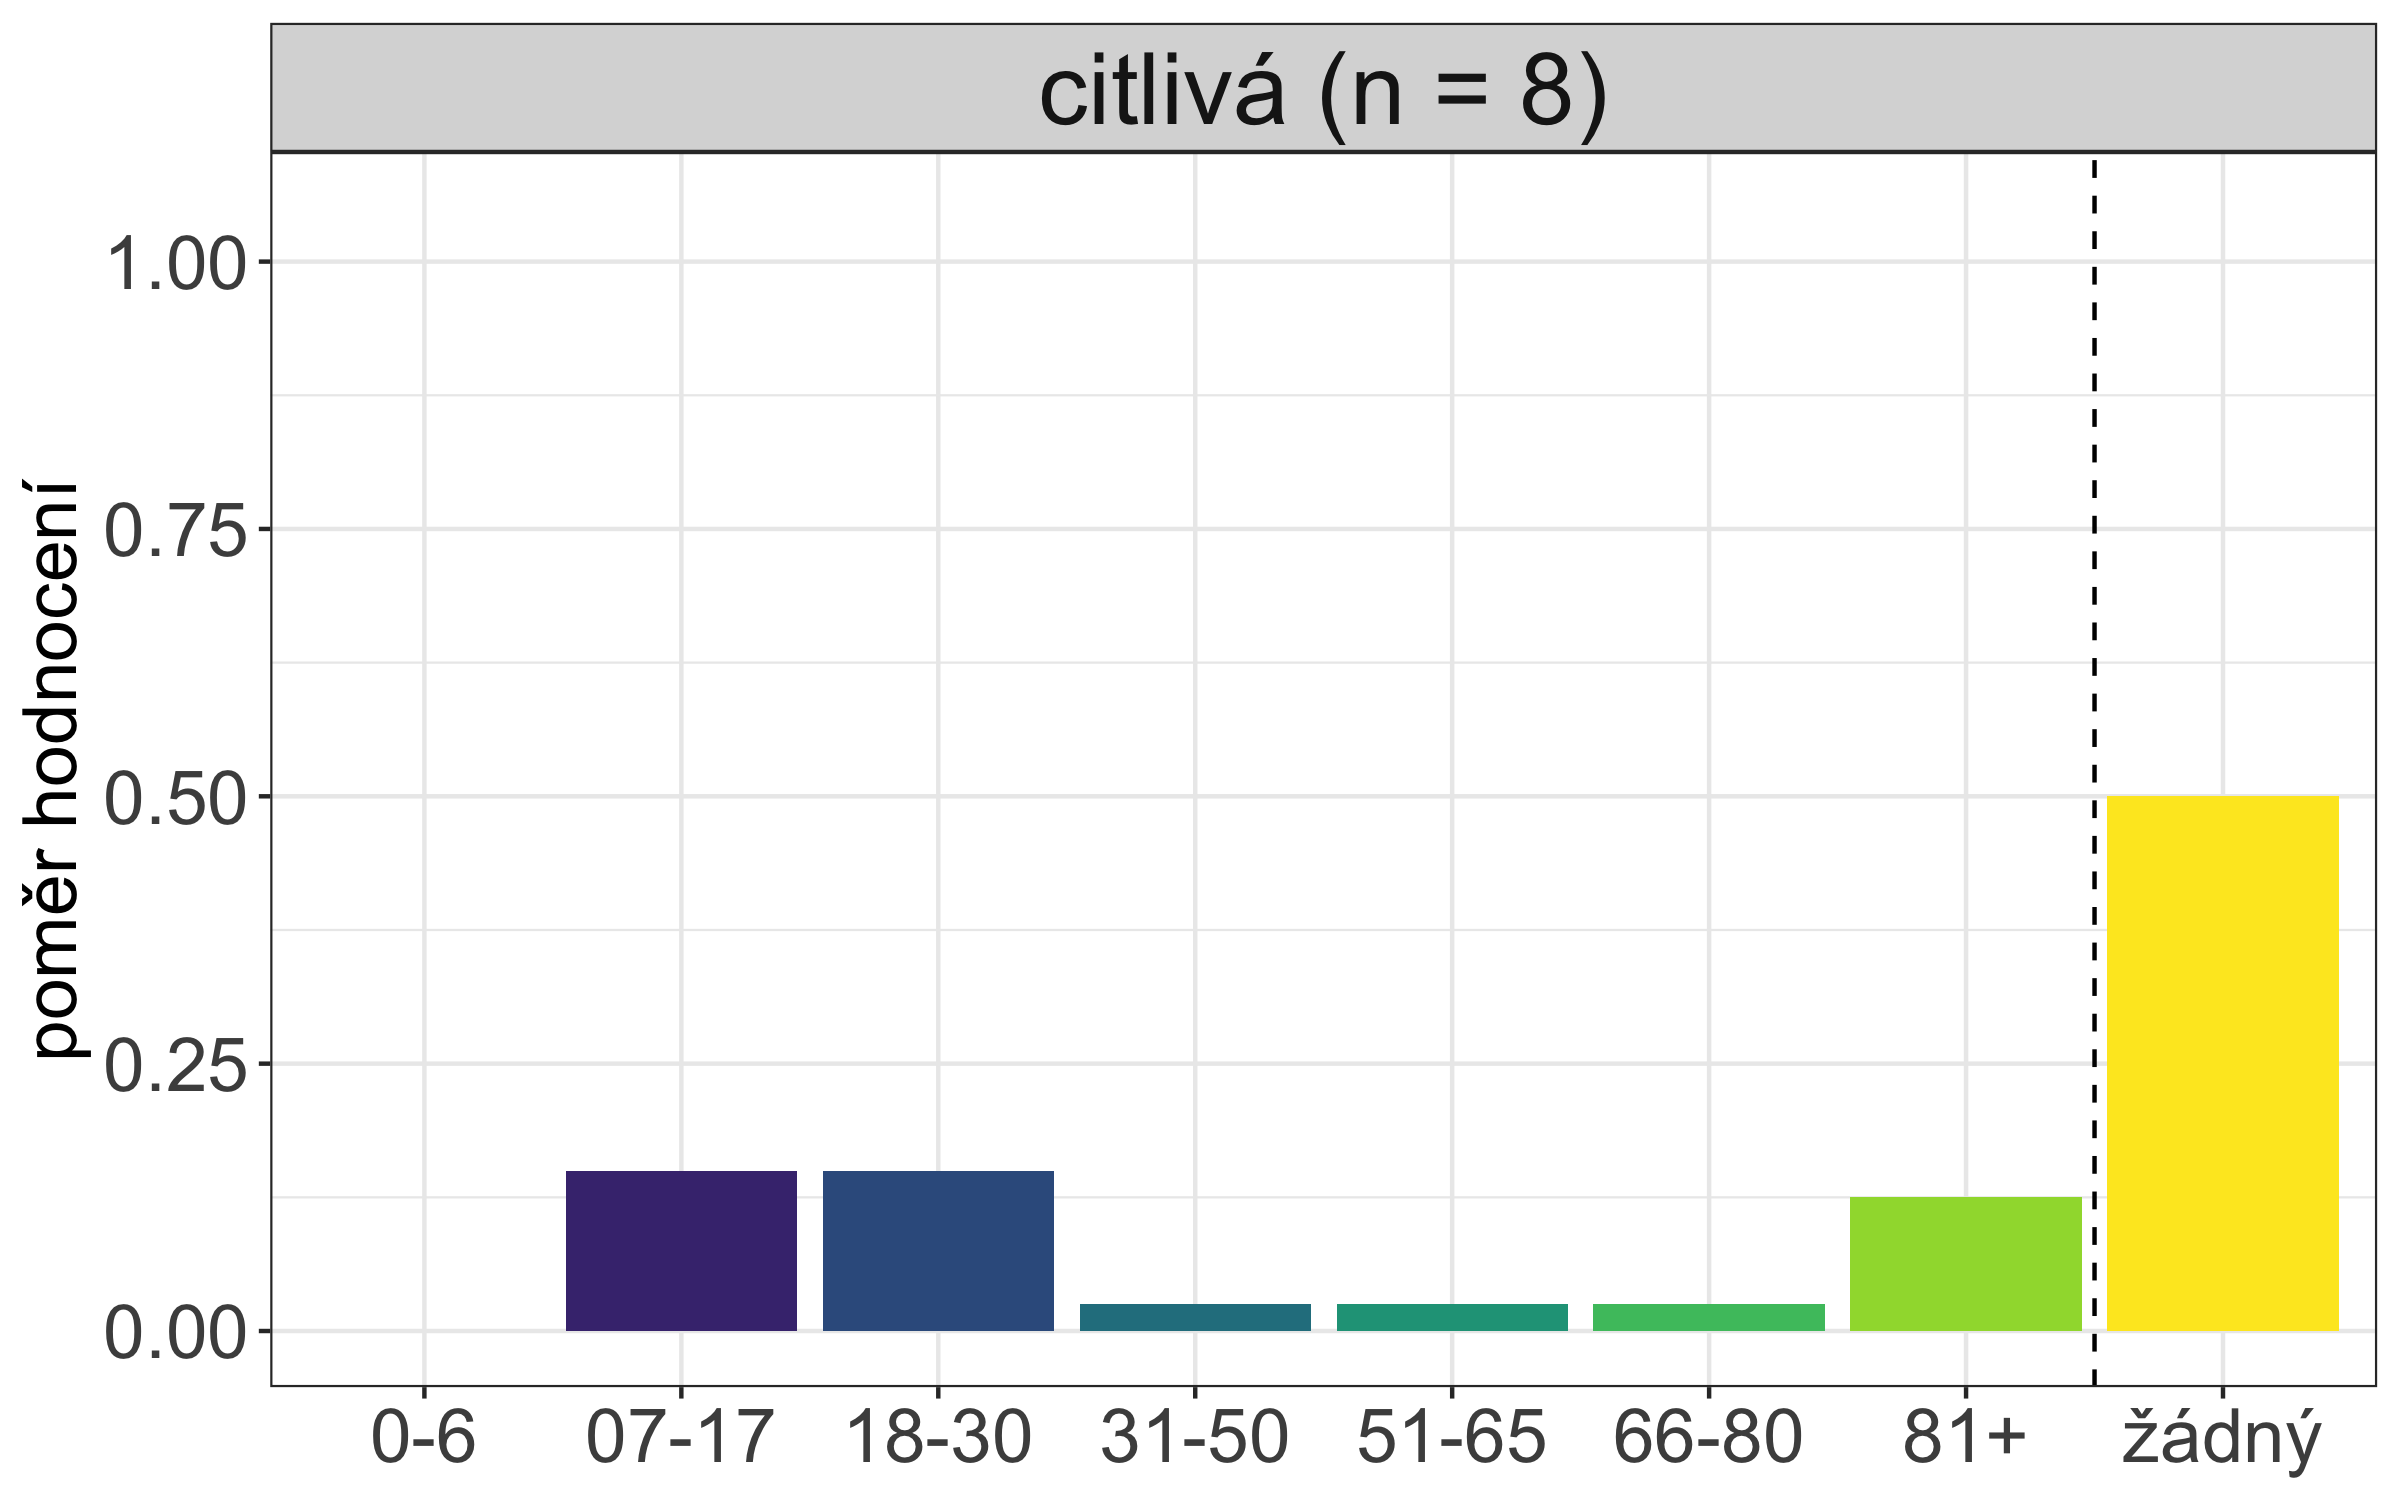 citlivá (n = 8)
poměr hodnocení
1.00
0.75
0.50
0.25
0.00
0-6 07-17 18-30 31-50 51-65 66-80 81+ žádný